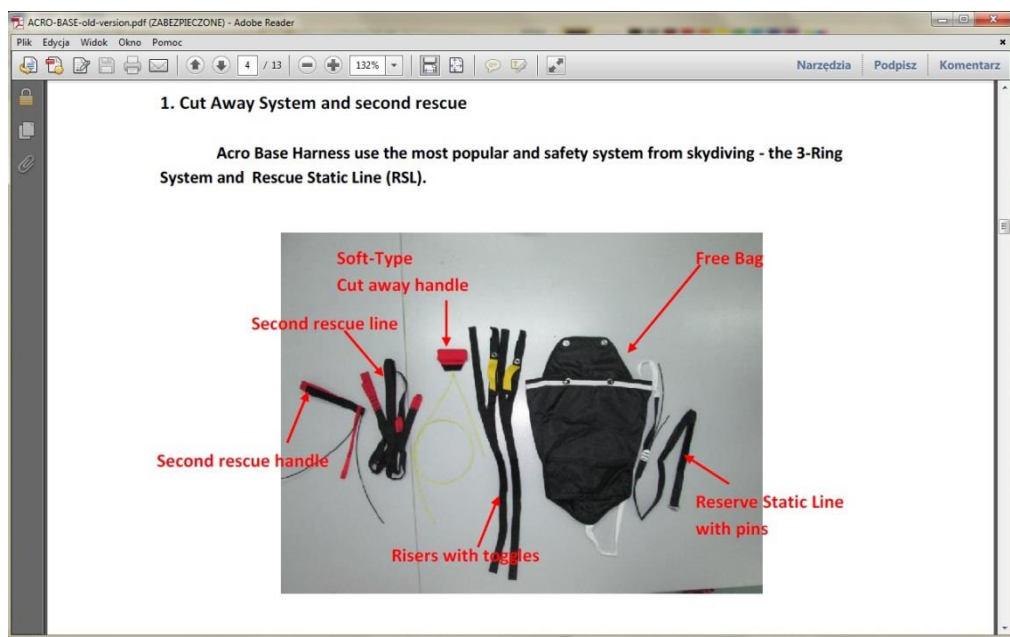 ACRO-BASE-old-version.pdf (ZABEZPIECZONE) - Adobe Reader
Plik Edycja Widok Okno Pomoc
4 / 13 132% Narzędzia Podpisz Komentarz
1. Cut Away System and second rescue
Acro Base Harness use the most popular and safety system from skydiving - the 3-Ring
System and Rescue Static Line (RSL).
Soft-Type
Cut away handle
Free Bag
Second rescue line
Second rescue handle
Reserve Static Line
with pins
Risers with toggles